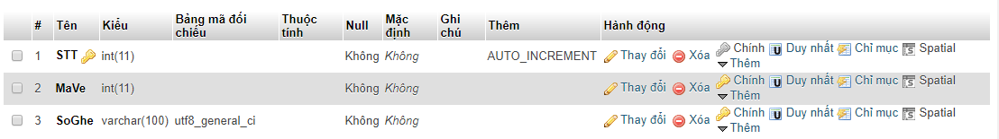 # Tên Kiểu Bảng mã đối chiếu Thuộc tính Null Mặc định Ghi chú Thêm Hành động
1 STT int(11) Không Không AUTO_INCREMENT Thay đổi Xóa Chính Duy nhất Chỉ mục Spatial
Thêm
2 MaVe int(11) Không Không Thay đổi Xóa Chính Duy nhất Chỉ mục Spatial
Thêm
3 SoGhe varchar(100) utf8_general_ci Không Không Thay đổi Xóa Chính Duy nhất Chỉ mục Spatial
Thêm